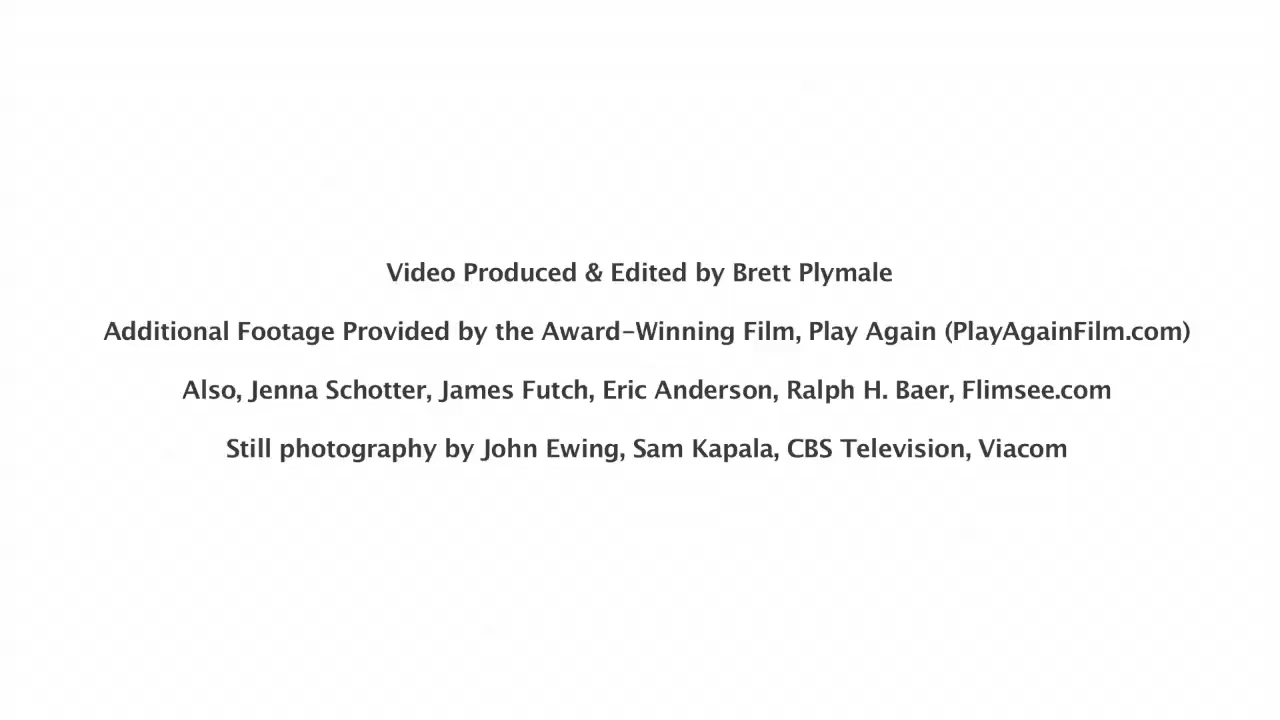 Video Produced & Edited by Brett Plymale
Additional Footage Provided by the Award-Winning Film, Play Again (PlayAgainFilm.com)
Also, Jenna Schotter, James Futch, Eric Anderson, Ralph H. Baer, Flimsee.com
Still photography by John Ewing, Sam Kapala, CBS Television, Viacom